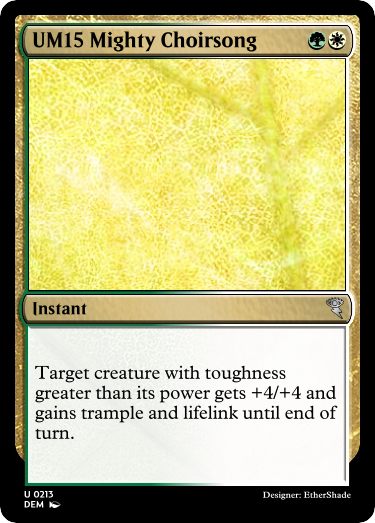 UM15 Mighty Choirsong
Instant
Target creature with toughness
greater than its power gets +4/+4 and
gains trample and lifelink until end of
turn.
U 0213
DEM
Designer: EtherShade